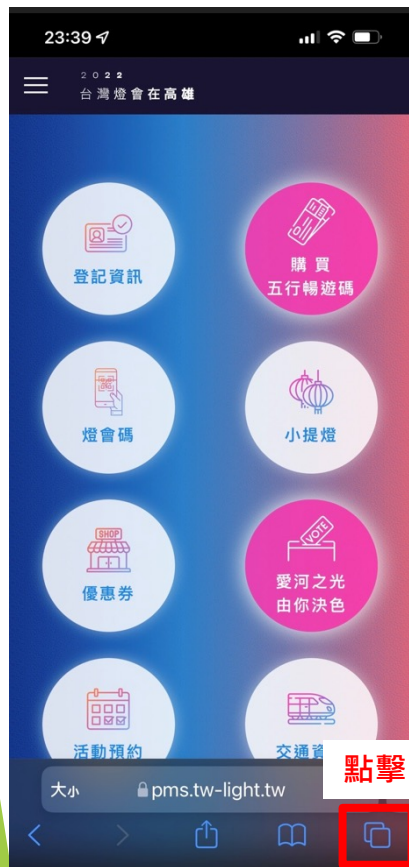 23:39
2022
台灣燈會在高雄
登記資訊
購買
五行暢遊碼
燈會碼
小提燈
SHOP
優惠券
VOTE
愛河之光
由你決色
活動預約
交通資
點擊
大小
pms.tw-light.tw